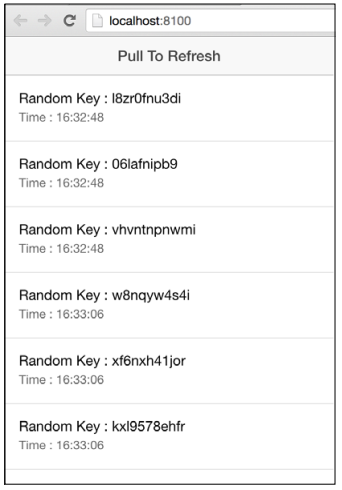 localhost:8100
Pull To Refresh
Random Key : l8zr0fnu3di
Time : 16:32:48
Random Key : 06lafnipb9
Time : 16:32:48
Random Key : vhvntnpnwmi
Time : 16:32:48
Random Key : w8nqyw4s4i
Time : 16:33:06
Random Key : xf6nxh41jor
Time : 16:33:06
Random Key : kxl9578ehfr
Time : 16:33:06